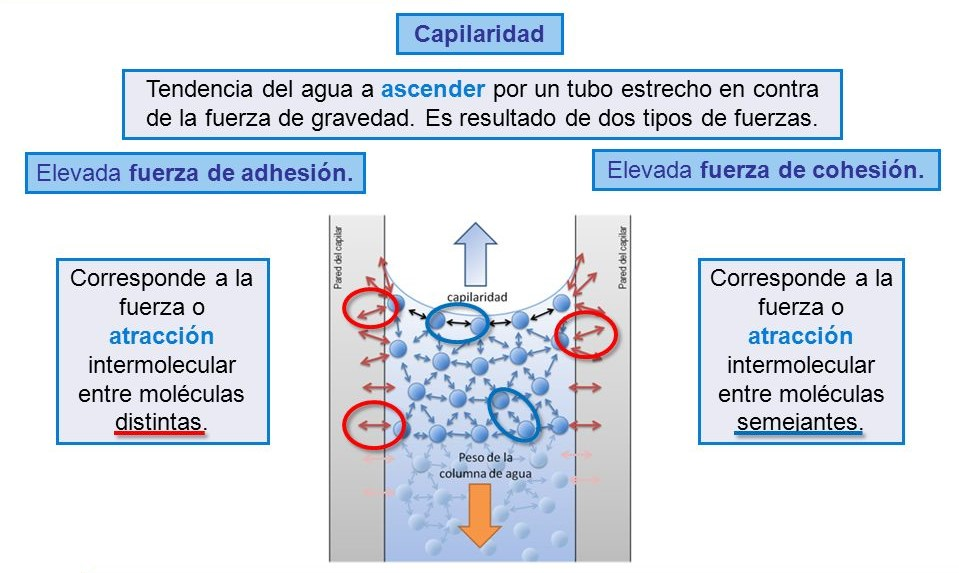 Capilaridad
Tendencia del agua a ascender por un tubo estrecho en contra
de la fuerza de gravedad. Es resultado de dos tipos de fuerzas.
Elevada fuerza de adhesión.
Elevada fuerza de cohesión.
Corresponde a la
fuerza o
atracción
intermolecular
entre moléculas
distintas.
Pared del capilar
capilaridad
Peso de la
columna de agua
Pared del capilar
Corresponde a la
fuerza o
atracción
intermolecular
entre moléculas
semejantes.